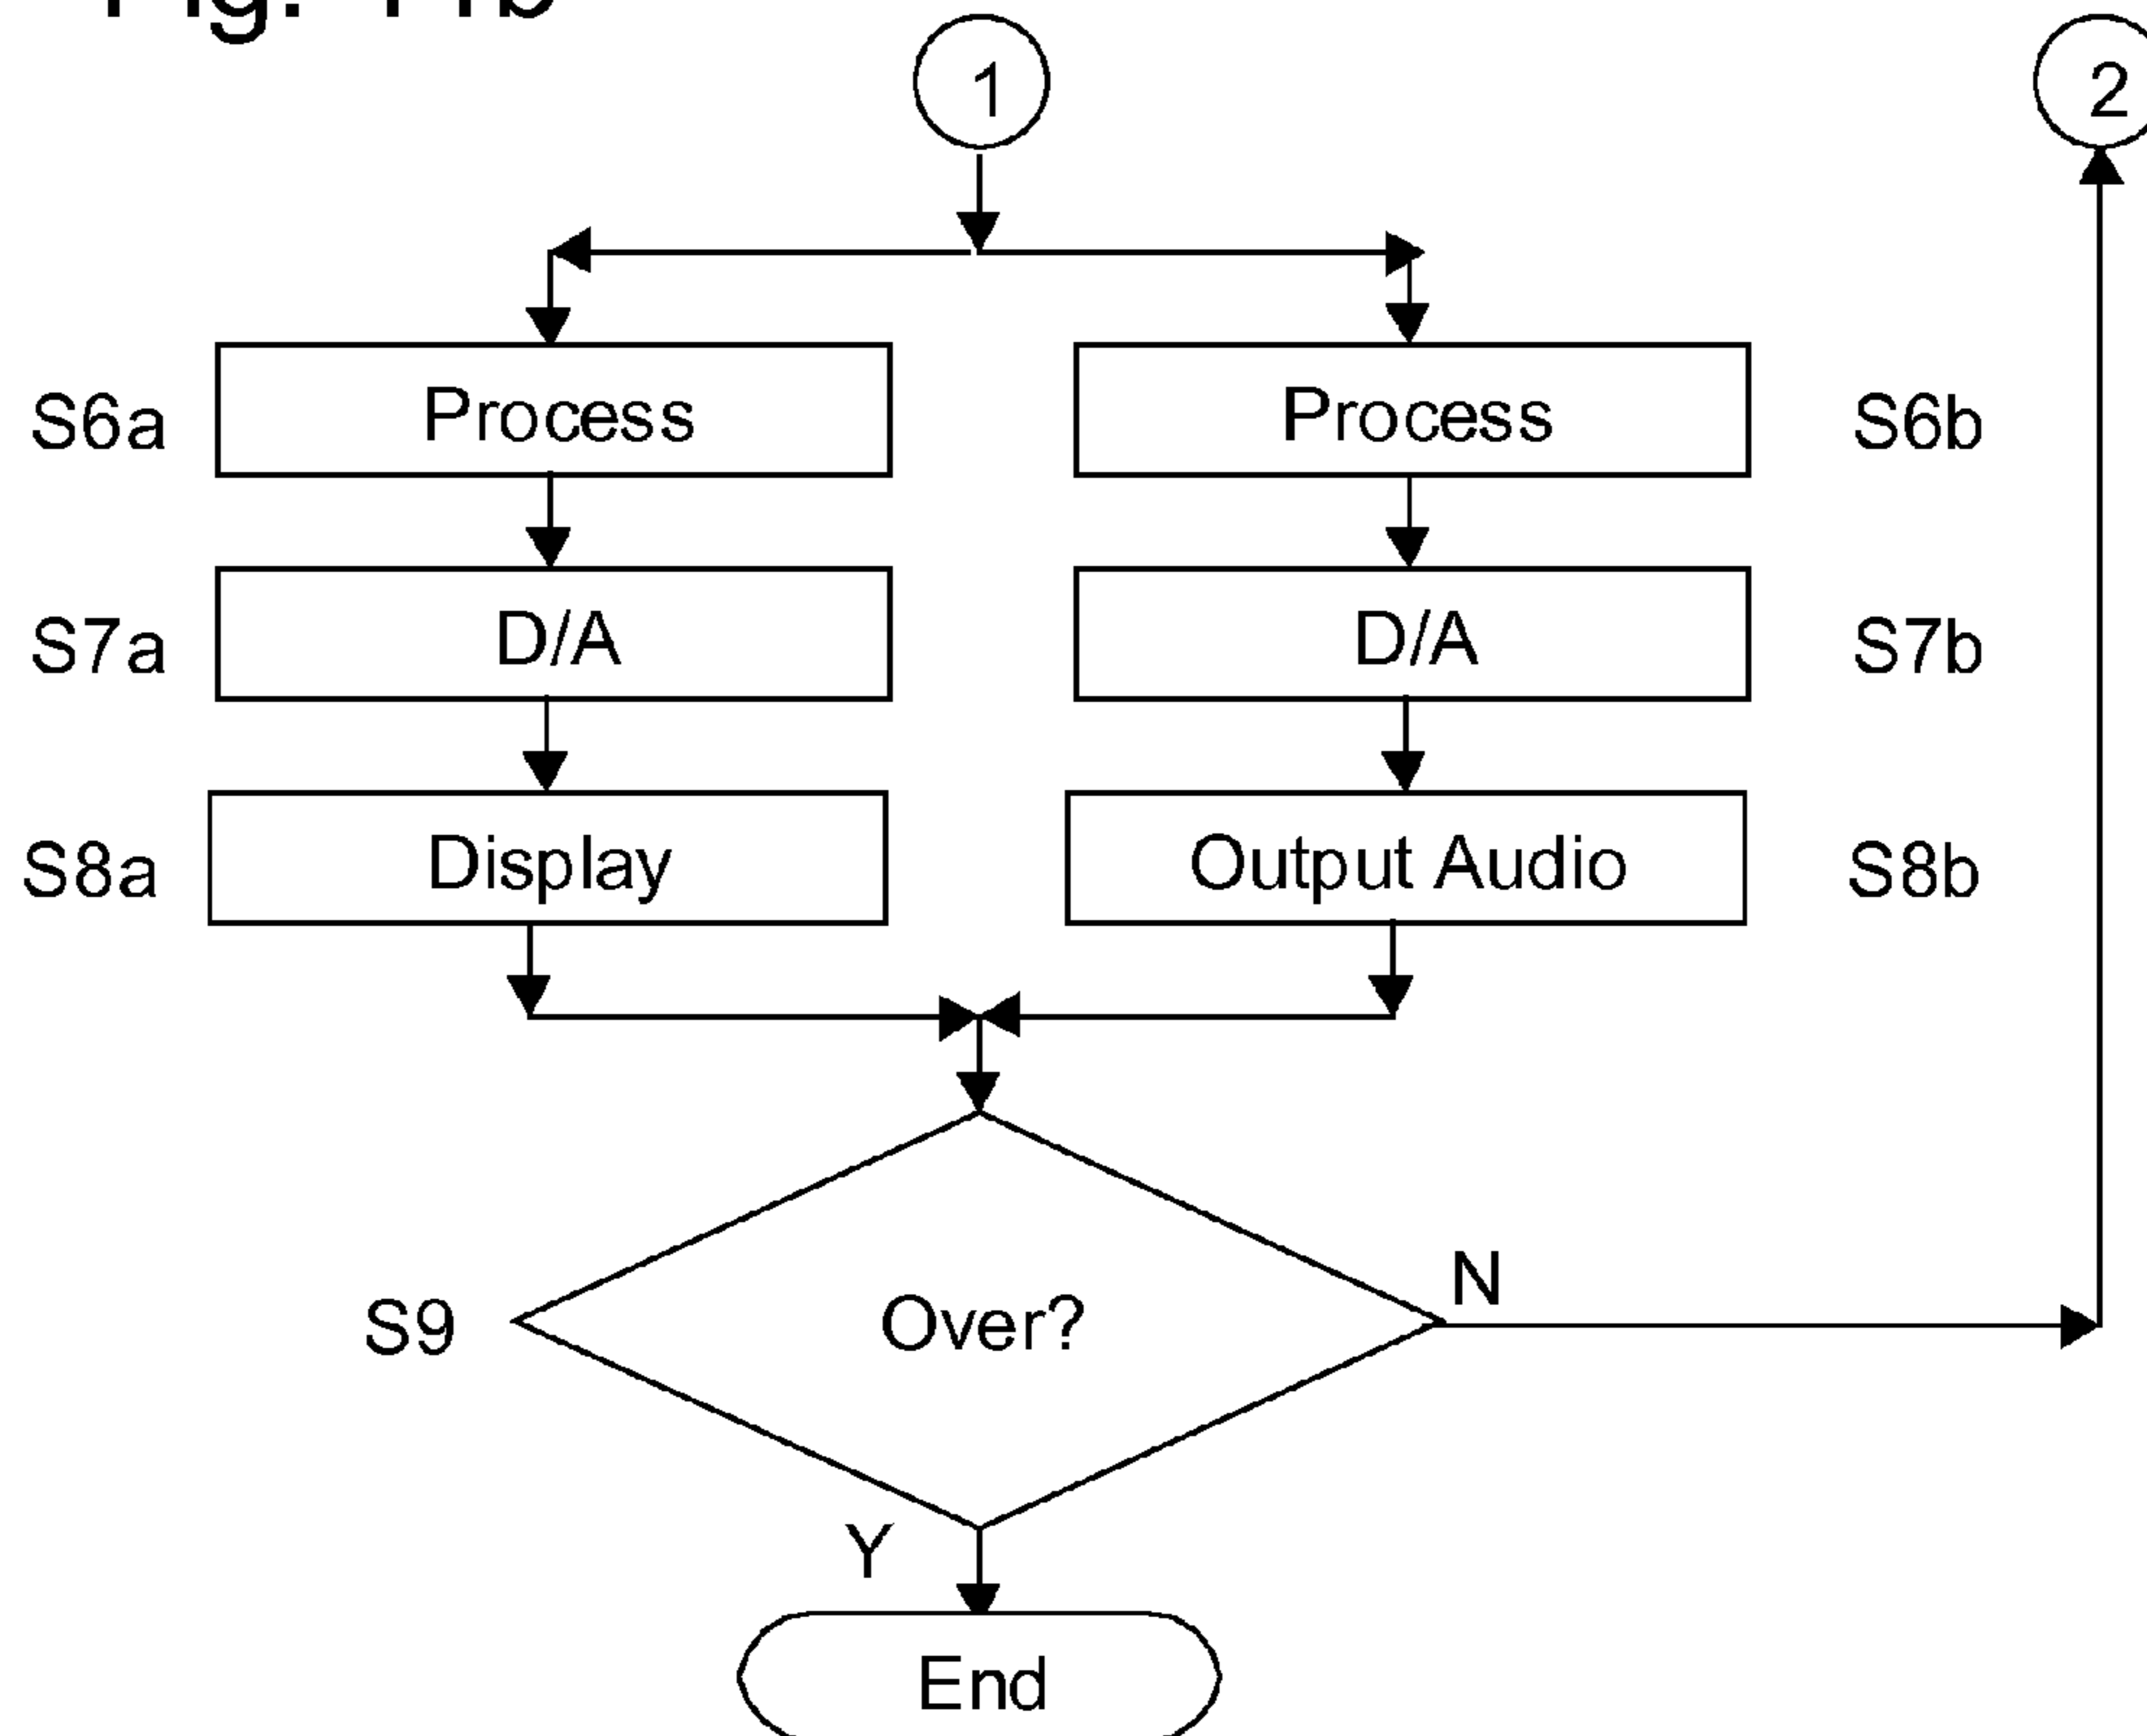 1
2
S6a
Process
Process
S6b
S7a
D/A
D/A
S7b
S8a
Display
Output Audio
S8b
N
S9
Over?
Y
End